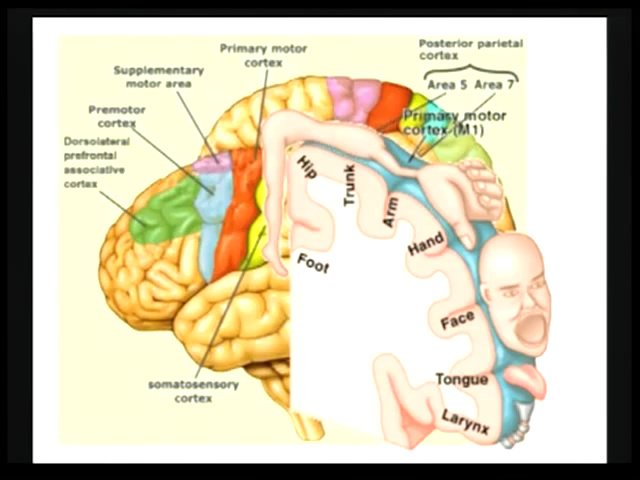 Primary motor
cortex
Posterior parietal
cortex
Supplementary
motor area
Area 5 Area 7
Premotor
cortex
Primary motor
cortex (M1)
Dorsolateral
prefrontal
associative
cortex
Hip
Trunk
Arm
Hand
Foot
Face
Tongue
Larynx
somatosensory
cortex